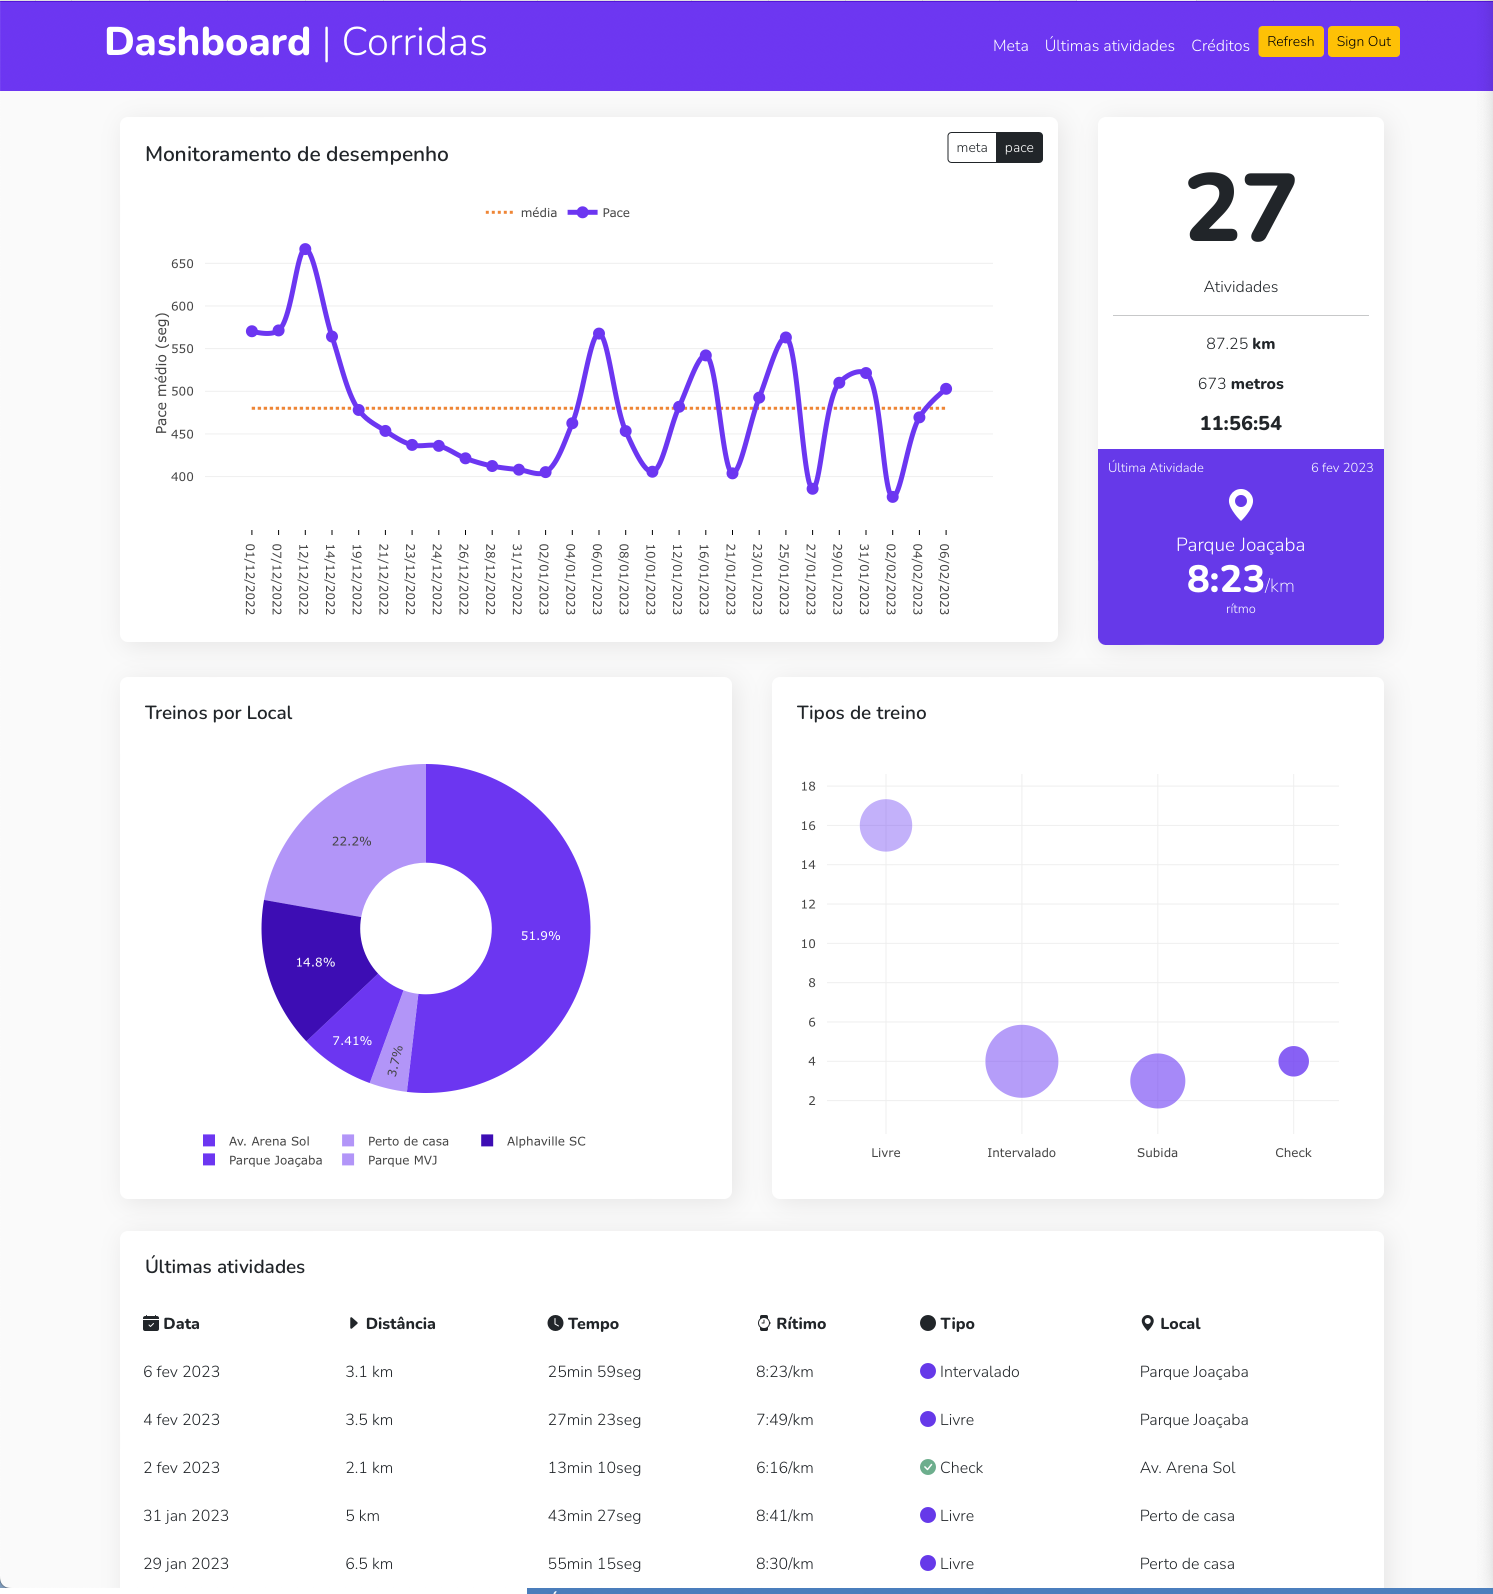 Dashboard | Corridas
Meta Últimas atividades Créditos Refresh Sign Out
Monitoramento de desempenho
meta pace
média Pace
Pace médio (seg)
650
600
550
500
450
400
01/12/2022
07/12/2022
12/12/2022
14/12/2022
19/12/2022
21/12/2022
23/12/2022
24/12/2022
26/12/2022
28/12/2022
31/12/2022
02/01/2023
04/01/2023
06/01/2023
08/01/2023
10/01/2023
12/01/2023
16/01/2023
21/01/2023
23/01/2023
25/01/2023
27/01/2023
29/01/2023
31/01/2023
02/02/2023
04/02/2023
06/02/2023
27
Atividades
87.25 km
673 metros
11:56:54
Última Atividade 6 fev 2023
Parque Joaçaba
8:23/km
rítmo
Treinos por Local
22.2%
51.9%
14.8%
7.41%
3.7%
Av. Arena Sol Perto de casa Alphaville SC
Parque Joaçaba Parque MVJ
Tipos de treino
18
16
14
12
10
8
6
4
2
Livre Intervalado Subida Check
Últimas atividades
Data Distância Tempo Rítimo Tipo Local
6 fev 2023 3.1 km 25min 59seg 8:23/km Intervalado Parque Joaçaba
4 fev 2023 3.5 km 27min 23seg 7:49/km Livre Parque Joaçaba
2 fev 2023 2.1 km 13min 10seg 6:16/km Check Av. Arena Sol
31 jan 2023 5 km 43min 27seg 8:41/km Livre Perto de casa
29 jan 2023 6.5 km 55min 15seg 8:30/km Livre Perto de casa